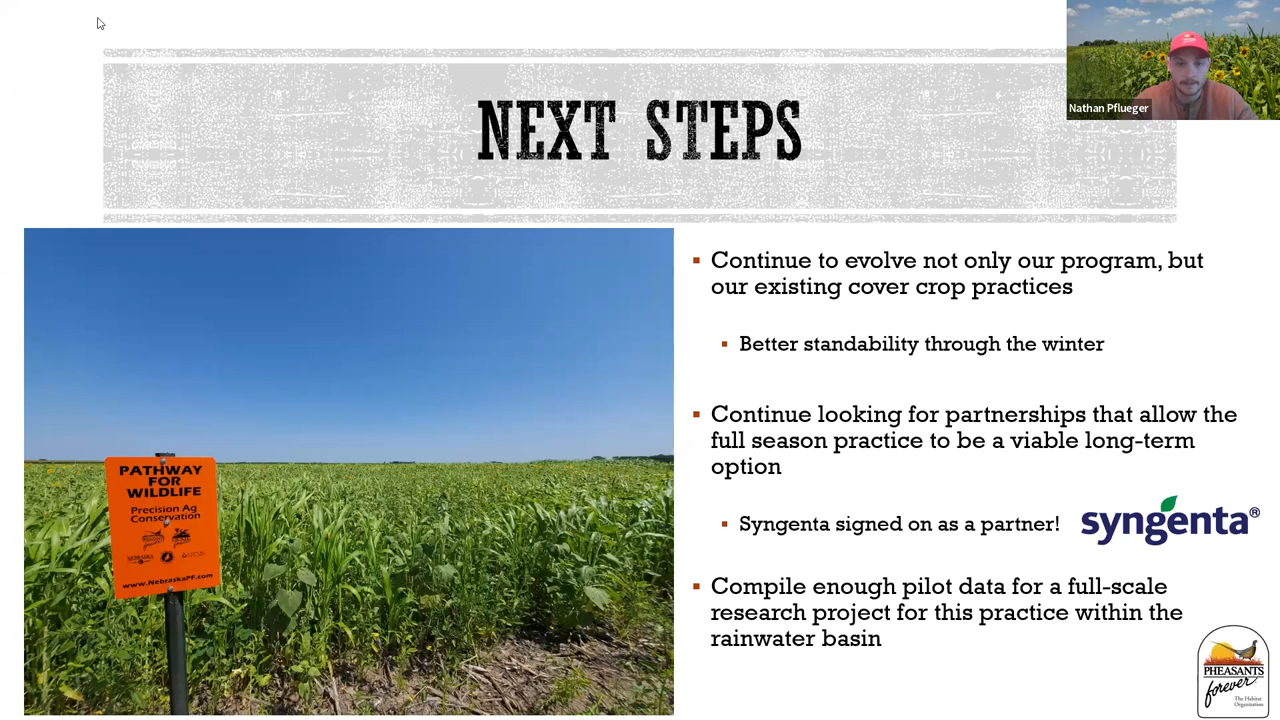 NEXT STEPS
Nathan Pflueger
Continue to evolve not only our program, but
our existing cover crop practices
Better standability through the winter
Continue looking for partnerships that allow the
full season practice to be a viable long-term
option
Syngenta signed on as a partner!
syngenta®
Compile enough pilot data for a full-scale
research project for this practice within the
rainwater basin
PATHWAY
FOR
WILDLIFE
Precision Ag
Conservation
www.NebraskaPF.com
PHEASANTS
forever
The Habitat
Organization